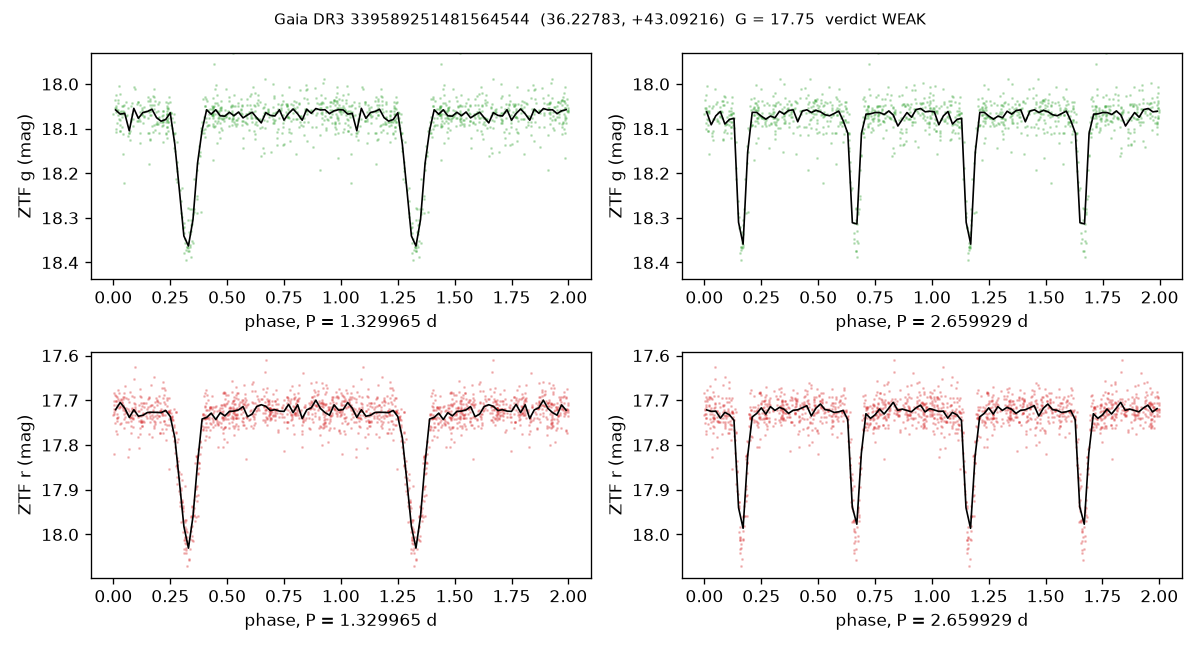 Gaia DR3 339589251481564544  (36.22783, +43.09216)  G = 17.75  verdict WEAK
ZTF g (mag)
18.0
18.1
18.2
18.3
18.4
0.00 0.25 0.50 0.75 1.00 1.25 1.50 1.75 2.00
phase, P = 1.329965 d
ZTF g (mag)
18.0
18.1
18.2
18.3
18.4
0.00 0.25 0.50 0.75 1.00 1.25 1.50 1.75 2.00
phase, P = 2.659929 d
ZTF r (mag)
17.6
17.7
17.8
17.9
18.0
0.00 0.25 0.50 0.75 1.00 1.25 1.50 1.75 2.00
phase, P = 1.329965 d
ZTF r (mag)
17.6
17.7
17.8
17.9
18.0
0.00 0.25 0.50 0.75 1.00 1.25 1.50 1.75 2.00
phase, P = 2.659929 d